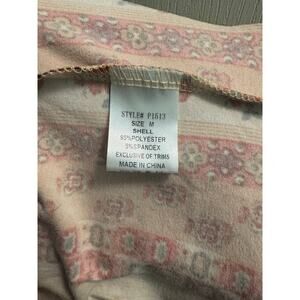 STYLE# P1513
SIZE M
SHELL
95%POLYESTER
5%SPANDEX
EXCLUSIVE OF TRIMS
MADE IN CHINA